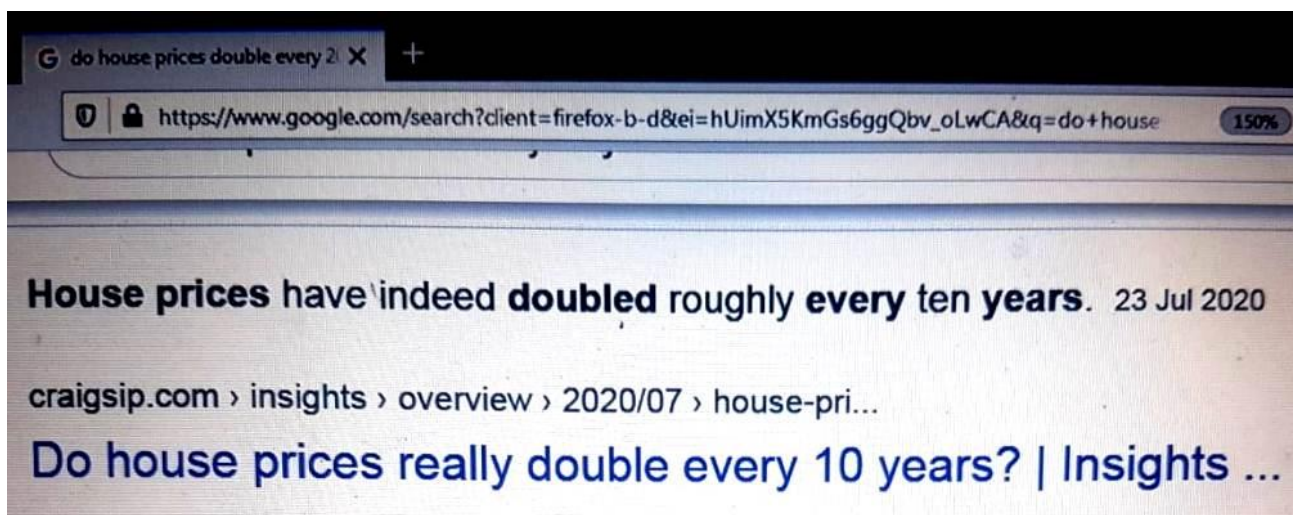 G do house prices double every 2
https://www.google.com/search?client=firefox-b-d&ei=hUimX5KmGs6ggQbv_oLwCA&q=do+house 150%
House prices have indeed doubled roughly every ten years. 23 Jul 2020
craigsip.com › insights › overview › 2020/07 › house-pri...
Do house prices really double every 10 years? | Insights ...